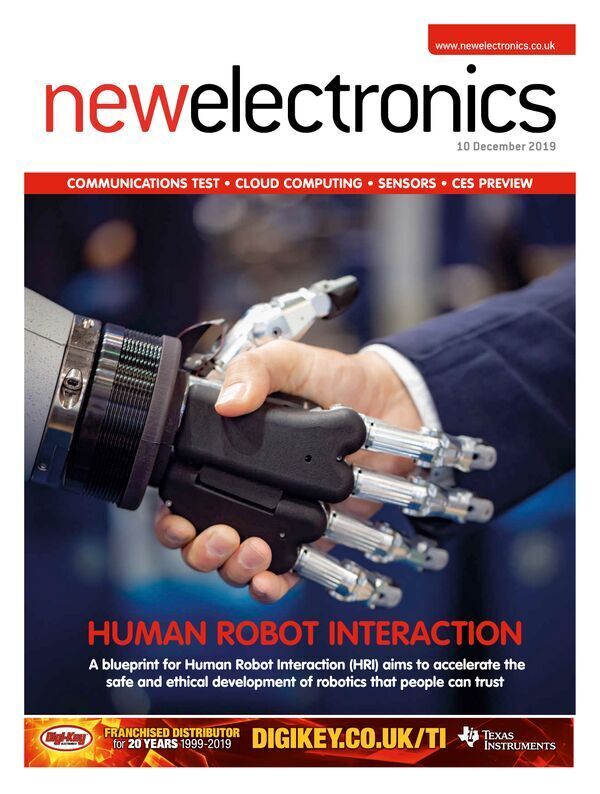 www.newelectronics.co.uk
newelectronics
10 December 2019
COMMUNICATIONS TEST • CLOUD COMPUTING • SENSORS • CES PREVIEW
HUMAN ROBOT INTERACTION
A blueprint for Human Robot Interaction (HRI) aims to accelerate the
safe and ethical development of robotics that people can trust
Digi-Key
ELECTRONICS
FRANCHISED DISTRIBUTOR
for 20 YEARS 1999-2019
DIGIKEY.CO.UK/TI
TEXAS
INSTRUMENTS